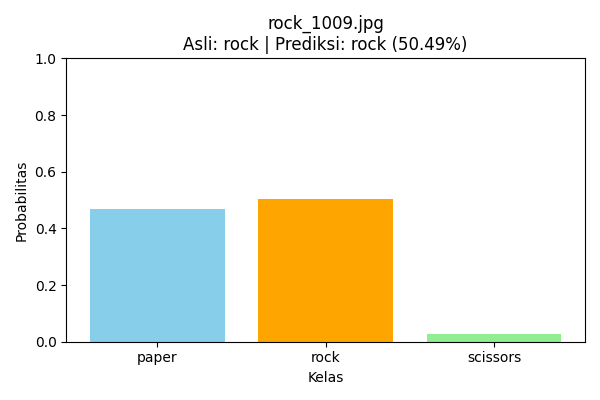 rock_1009.jpg
Asli: rock | Prediksi: rock (50.49%)
1.0
0.8
0.6
0.4
0.2
0.0
Probabilitas
paper rock scissors
Kelas